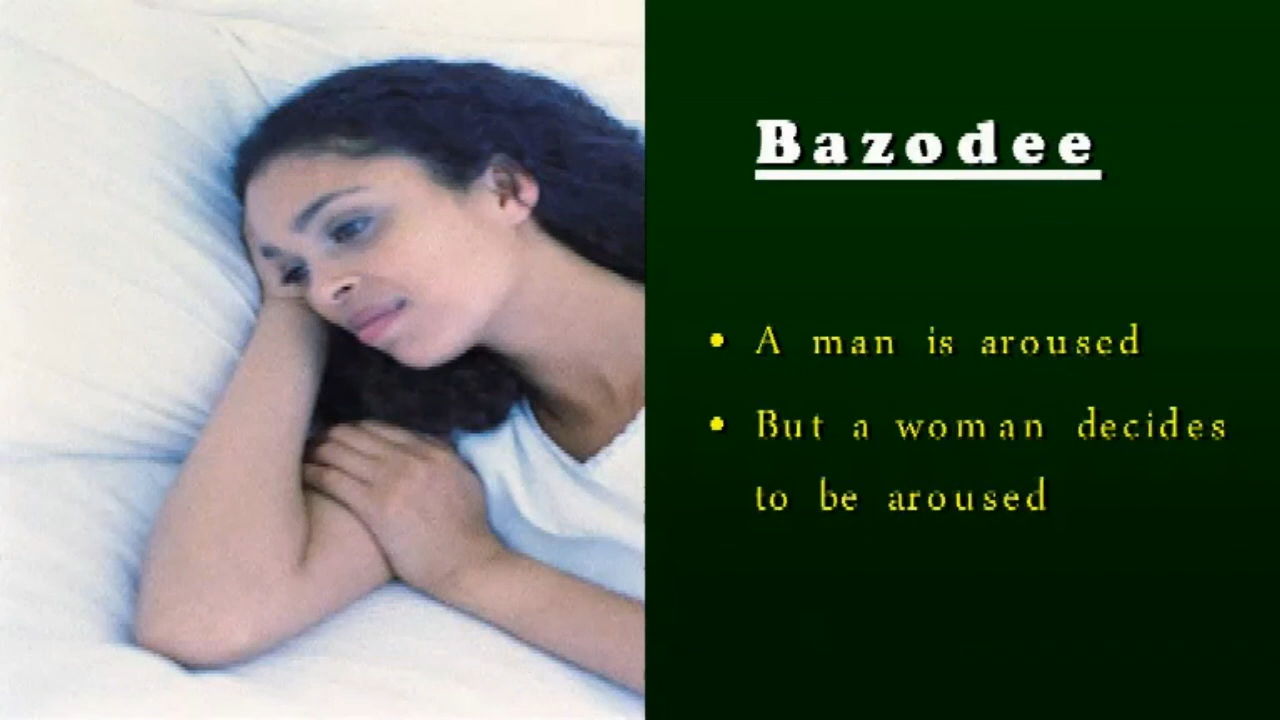 Bazodee
• A man is aroused
• But a woman decides
to be aroused